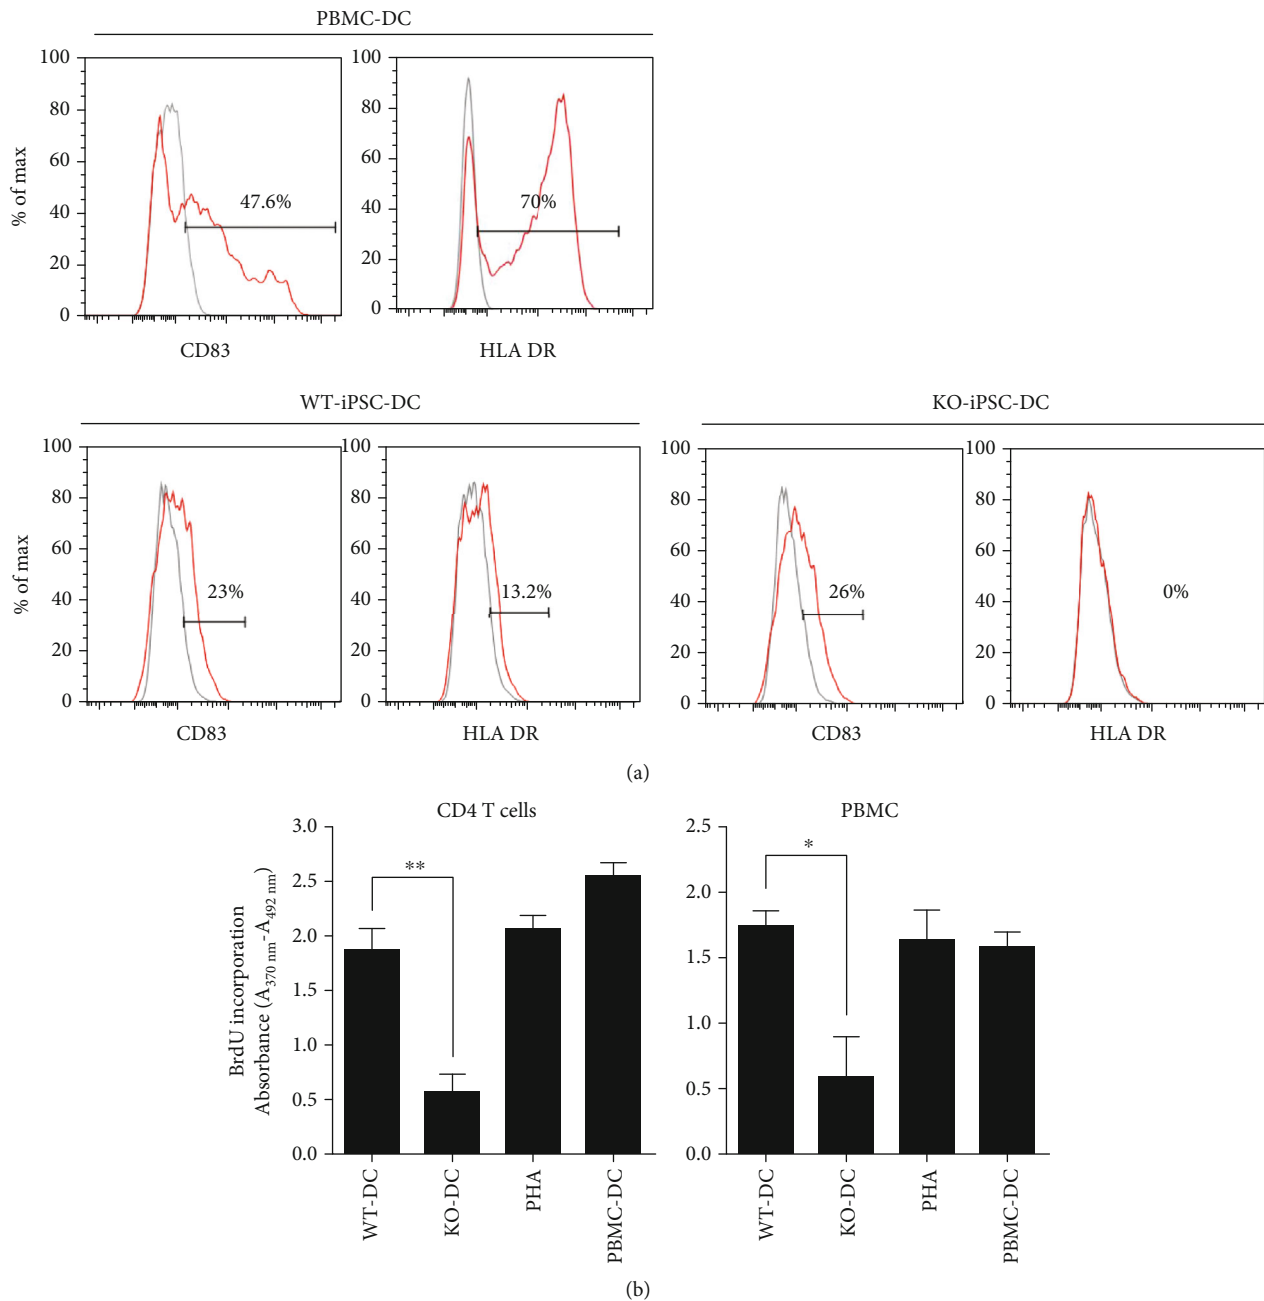 PBMC-DC
100
80
60
40
20
0
% of max
47.6%
CD83
100
80
60
40
20
0
70%
HLA DR
WT-iPSC-DC
100
80
60
40
20
0
% of max
23%
CD83
100
80
60
40
20
0
13.2%
HLA DR
KO-iPSC-DC
100
80
60
40
20
0
26%
CD83
100
80
60
40
20
0
0%
HLA DR
(a)
CD4 T cells
BrdU incorporation
Absorbance (A370 nm-A492 nm)
3.0
2.5
2.0
1.5
1.0
0.5
0.0
**
WT-DC
KO-DC
PHA
PBMC-DC
PBMC
2.5
2.0
1.5
1.0
0.5
0.0
*
WT-DC
KO-DC
PHA
PBMC-DC
(b)